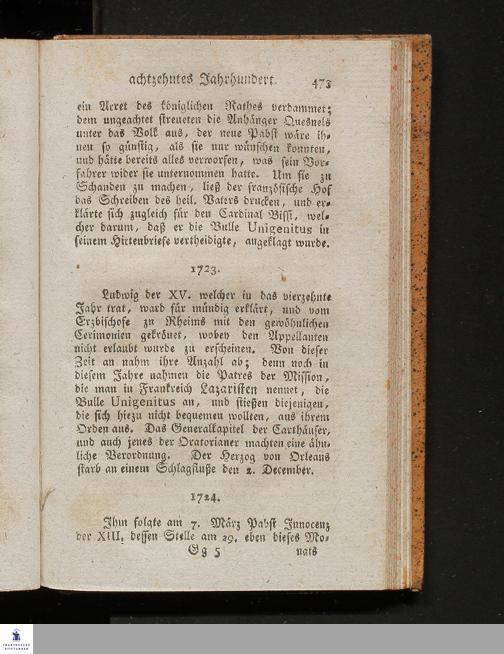 achtzehntes Jahrhundert. 473
ein Arret des königlichen Rathes verdammet;
dem ungeachtet streueten die Anhänger Quesnels
unter das Volk aus, der neue Pabst wäre ih-
nen so günstig, als sie nur wünschen konnten,
und hätte bereits alles verworfen, was sein Vor-
fahrer wider sie unternommen hatte. Um sie zu
Schanden zu machen, ließ der französische Hof
das Schreiben des heil. Vaters drucken, und er-
klärte sich zugleich für den Cardinal Bissi, wel-
cher darum, daß er die Bulle Unigenitus in
seinem Hirtenbriefe vertheidigte, angeklagt wurde.
1723.
Ludwig der XV. welcher in das vierzehnte
Jahr trat, ward für mündig erklärt, und vom
Erzbischofe zu Rheims mit den gewöhnlichen
Cerimonien gekrönet, wobey den Appellanten
nicht erlaubt wurde zu erscheinen. Von dieser
Zeit an nahm ihre Anzahl ab; denn noch in
diesem Jahre nahmen die Patres der Mission,
die man in Frankreich Lazaristen nennet, die
Bulle Unigenitus an, und stießen diejenigen,
die sich hiezu nicht bequemen wollten, aus ihrem
Orden aus. Das Generalkapitel der Carthäuser,
und auch jenes der Oratorianer machten eine ähn-
liche Verordnung. Der Herzog von Orleans
starb an einem Schlagfluße den 2. December.
1724.
Ihm folgte am 7. März Pabst Innocenz
der XIII. dessen Stelle am 29. eben dieses Mo-
Gg 5 nats
FRANCKESCHE
STIFTUNGEN